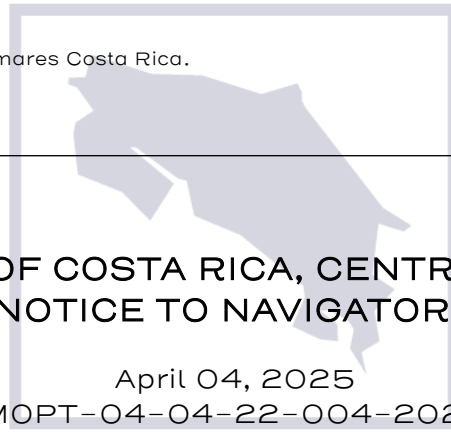 mares Costa Rica.
OF COSTA RICA, CENTR
NOTICE TO NAVIGATOR
April 04, 2025
MOPT-04-04-22-004-202